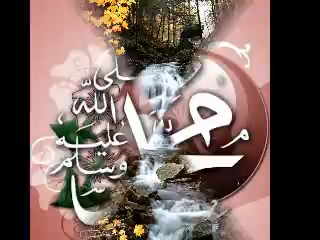 محمد
صلى
الله
عليه
وسلم